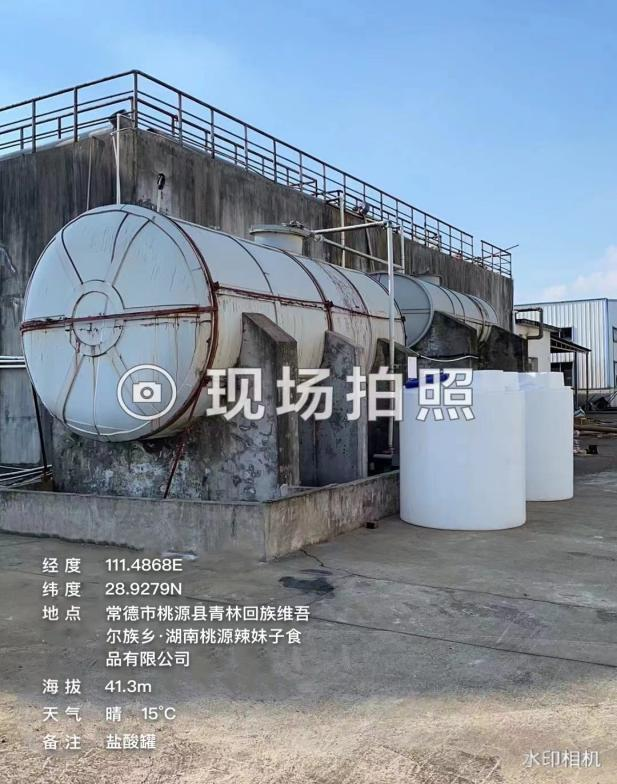 现场拍照
经度 111.4868E
纬度 28.9279N
地点 常德市桃源县青林回族维吾
尔族乡·湖南桃源辣妹子食
品有限公司
海拔 41.3m
天气 晴 15℃
备注 盐酸罐
水印相机